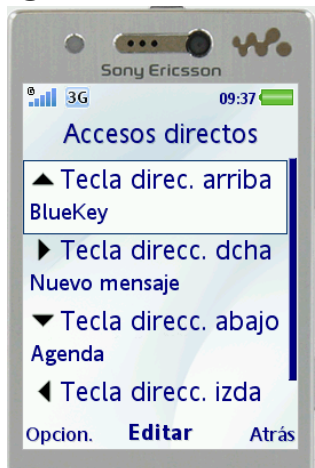 Sony Ericsson
3G 09:37
Accesos directos
Tecla direc. arriba
BlueKey
Tecla direcc. dcha
Nuevo mensaje
Tecla direcc. abajo
Agenda
Tecla direcc. izda
Opcion. Editar Atrás